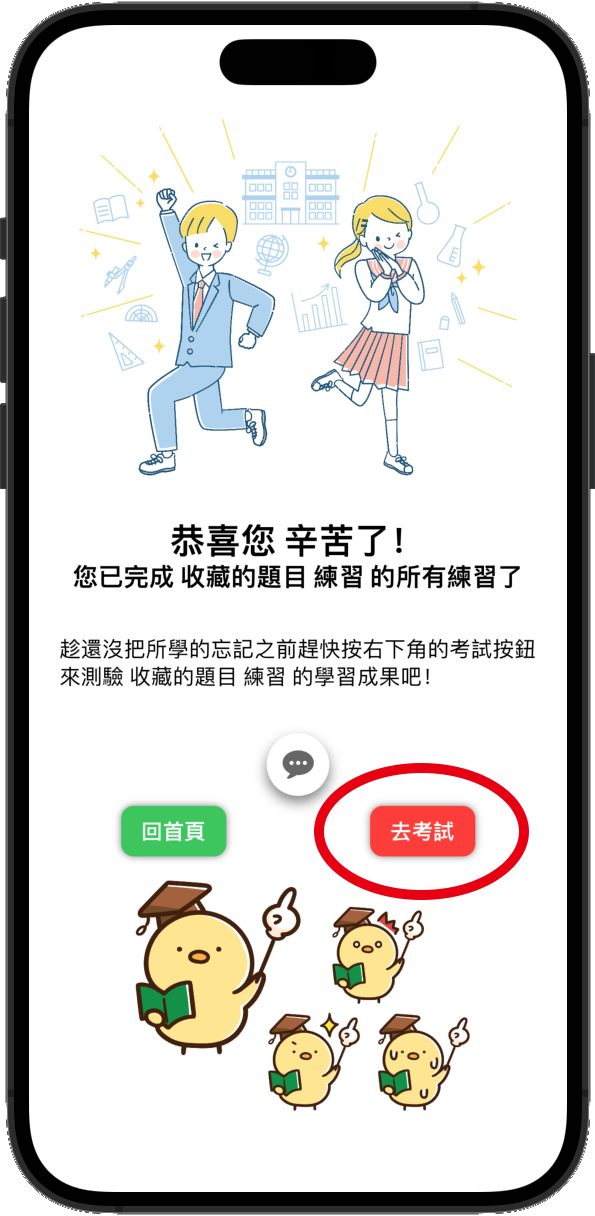 恭喜您 辛苦了!
您已完成 收藏的題目 練習 的所有練習了
趁還沒把所學的忘記之前趕快按右下角的考試按鈕
來測驗 收藏的題目 練習 的學習成果吧!
回首頁
去考試